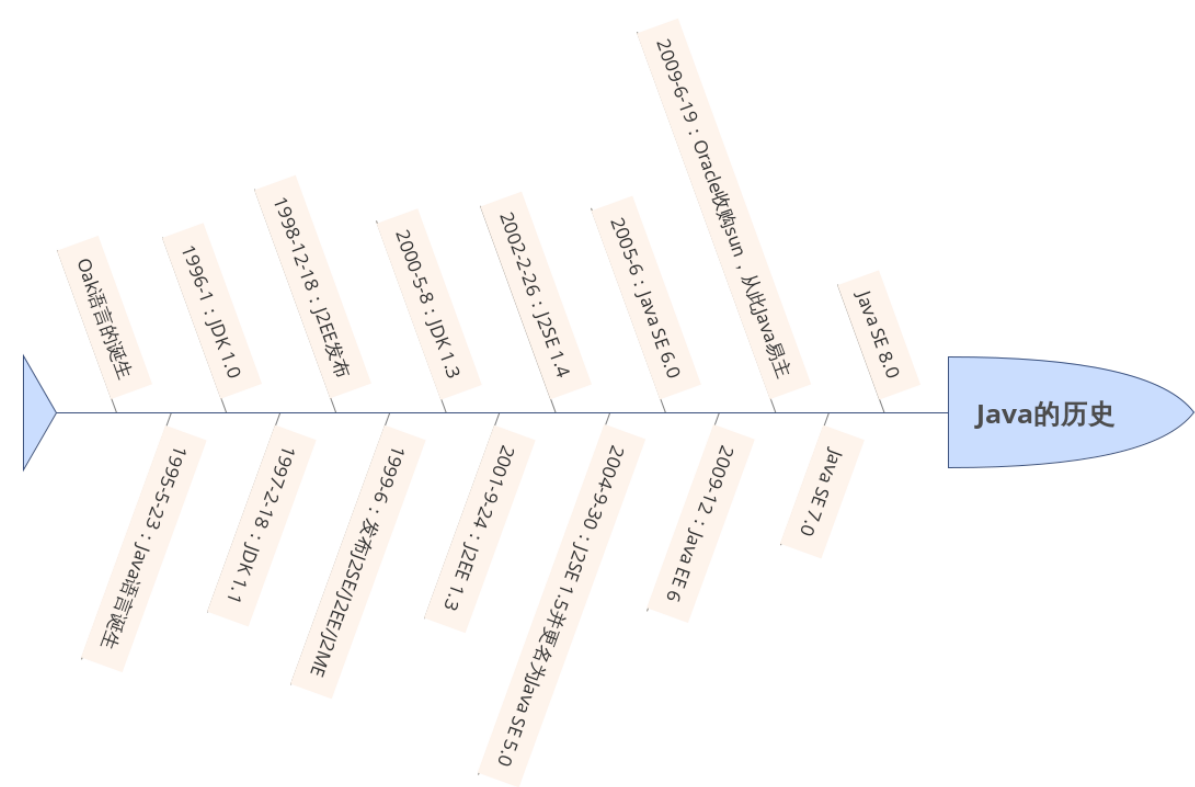 Oak语言的诞生
1995-5-23：Java语言诞生
1996-1：JDK 1.0
1997-2-18：JDK 1.1
1998-12-18：J2EE发布
1999-6：发布J2SE/J2EE/J2ME
2000-5-8：JDK 1.3
2001-9-24：J2EE 1.3
2002-2-26：J2SE 1.4
2004-9-30：J2SE 1.5并更名为Java SE 5.0
2005-6：Java SE 6.0
2009-12：Java EE 6
2009-6-19：Oracle收购sun，从此Java易主
Java SE 7.0
Java SE 8.0
Java的历史